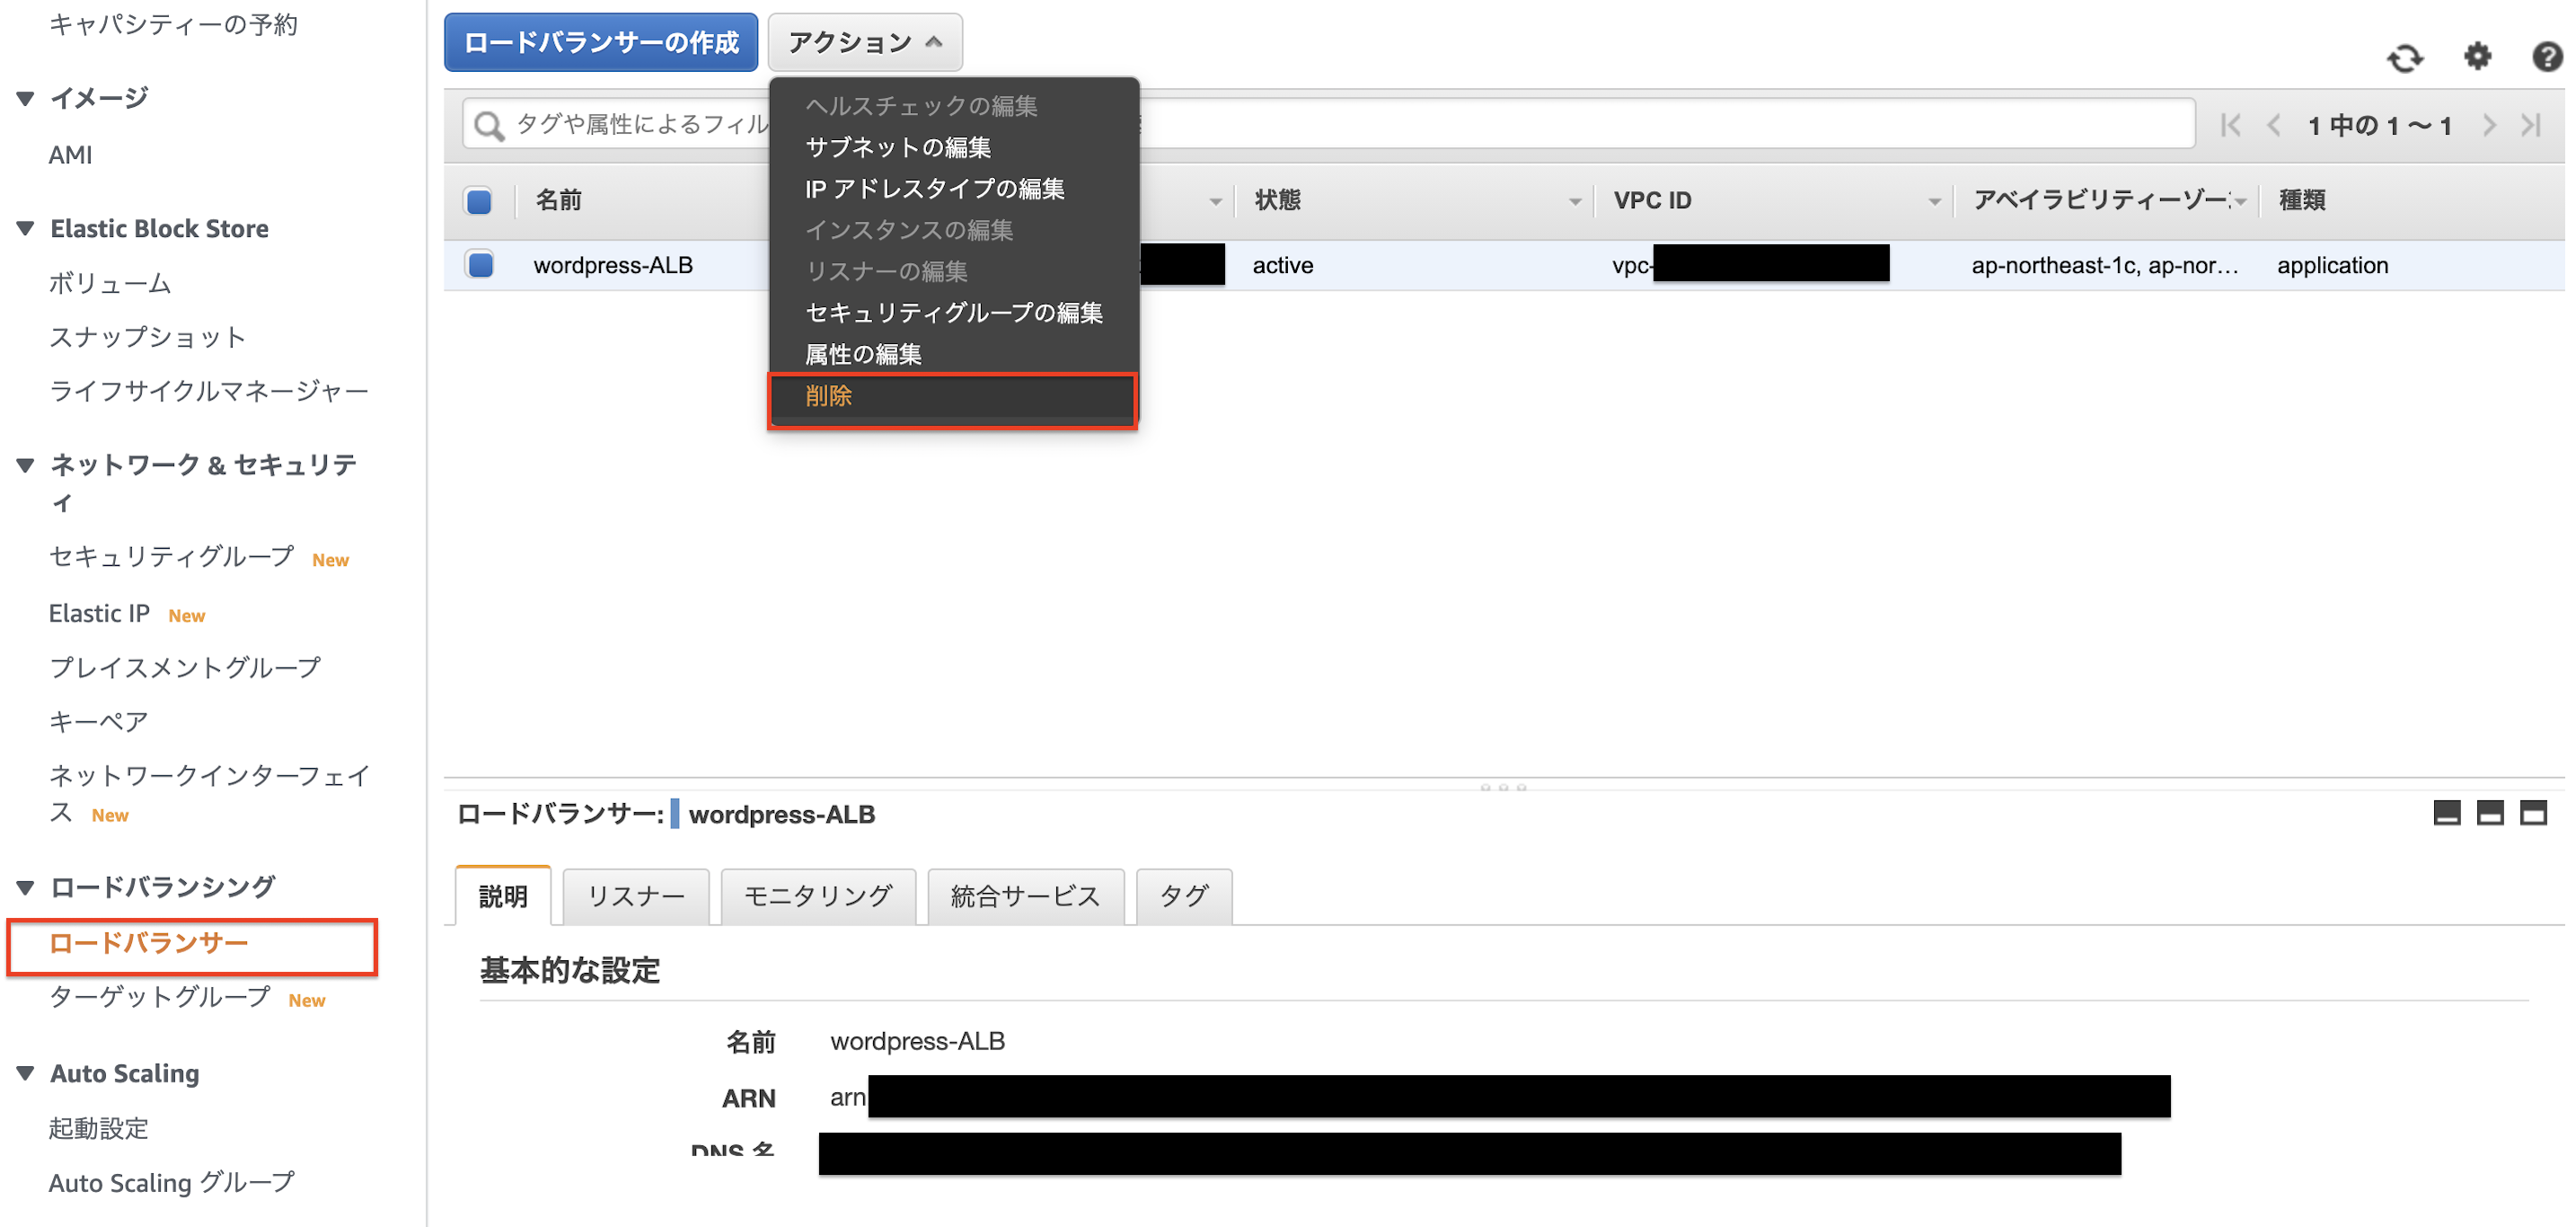 キャパシティーの予約
イメージ
AMI
Elastic Block Store
ボリューム
スナップショット
ライフサイクルマネージャー
ネットワーク & セキュリテ
ィ
セキュリティグループ New
Elastic IP New
プレイスメントグループ
キーペア
ネットワークインターフェイ
ス New
ロードバランシング
ロードバランサー
ターゲットグループ New
Auto Scaling
起動設定
Auto Scaling グループ
ロードバランサーの作成 アクション
タグや属性によるフィル
1 中の 1 ～ 1
ヘルスチェックの編集
サブネットの編集
IP アドレスタイプの編集
インスタンスの編集
リスナーの編集
セキュリティグループの編集
属性の編集
削除
名前 状態 VPC ID アベイラビリティーゾー 種類
wordpress-ALB active vpc- ap-northeast-1c, ap-nor… application
ロードバランサー: wordpress-ALB
説明 リスナー モニタリング 統合サービス タグ
基本的な設定
名前 wordpress-ALB
ARN arn
DNS 名